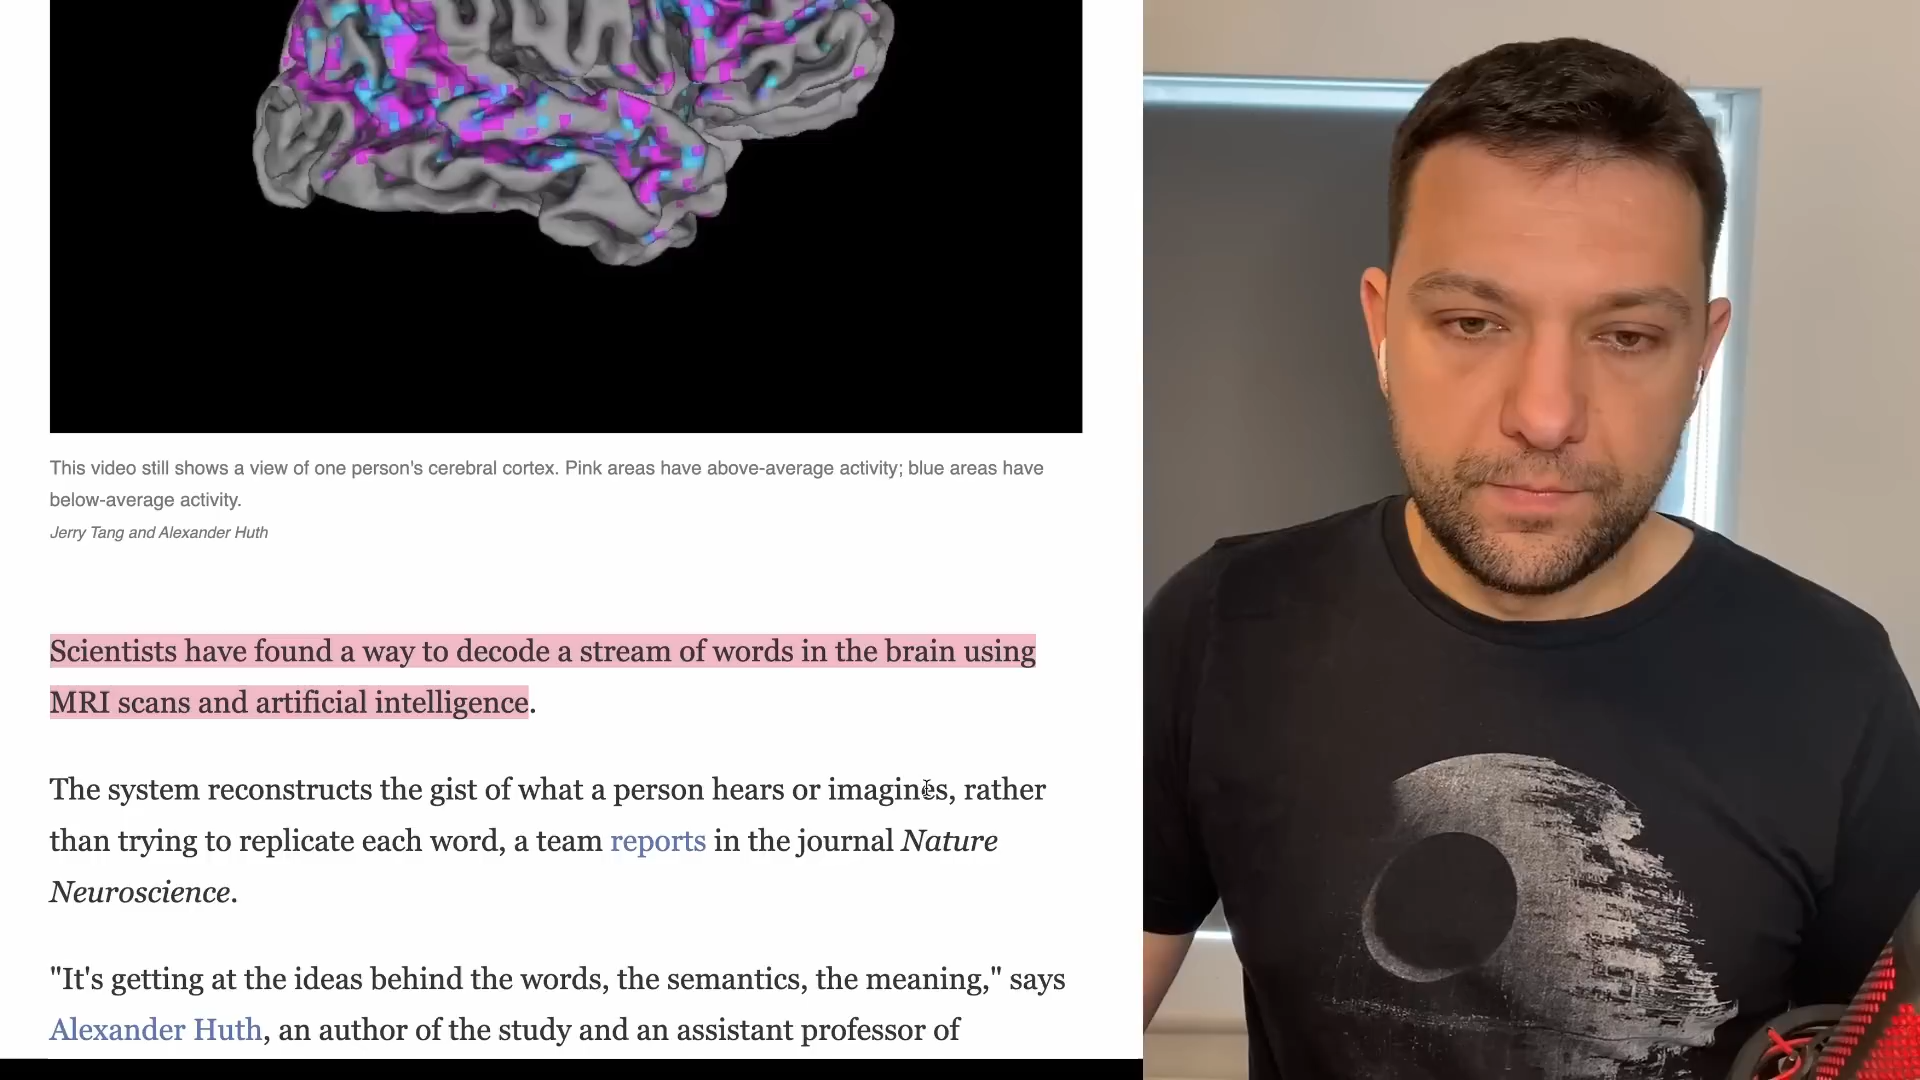 This video still shows a view of one person's cerebral cortex. Pink areas have above-average activity; blue areas have
below-average activity.
Jerry Tang and Alexander Huth
Scientists have found a way to decode a stream of words in the brain using
MRI scans and artificial intelligence.
The system reconstructs the gist of what a person hears or imagines, rather
than trying to replicate each word, a team reports in the journal Nature
Neuroscience.
"It's getting at the ideas behind the words, the semantics, the meaning," says
Alexander Huth, an author of the study and an assistant professor of